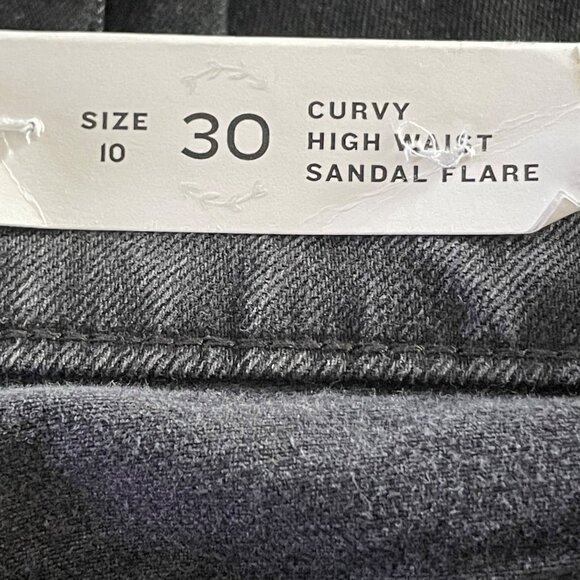 SIZE
10
30
CURVY
HIGH WAIST
SANDAL FLARE